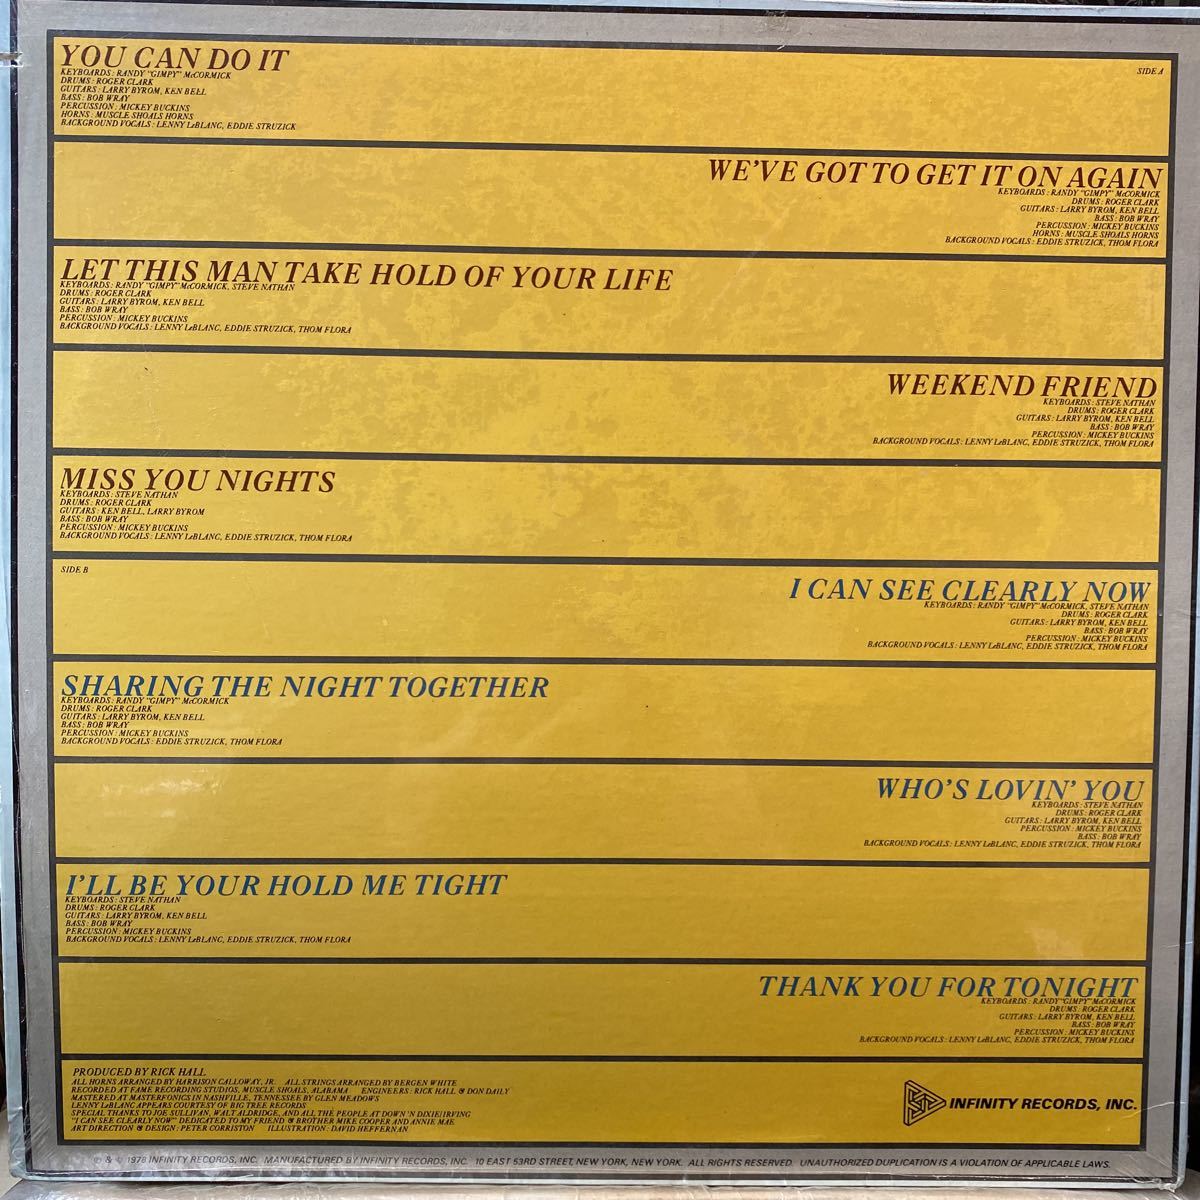 YOU CAN DO IT
SIDE A
KEYBOARDS: RANDY "GIMPY" McCORMICK
DRUMS: ROGER CLARK
GUITARS: LARRY BYROM, KEN BELL
BASS: BOB WRAY
PERCUSSION: MICKEY BUCKINS
HORNS: MUSCLE SHOALS HORNS
BACKGROUND VOCALS: LENNY LeBLANC, EDDIE STRUZICK
WE'VE GOT TO GET IT ON AGAIN
KEYBOARDS: RANDY "GIMPY" McCORMICK
DRUMS: ROGER CLARK
GUITARS: LARRY BYROM, KEN BELL
BASS: BOB WRAY
PERCUSSION: MICKEY BUCKINS
HORNS: MUSCLE SHOALS HORNS
BACKGROUND VOCALS: EDDIE STRUZICK, THOM FLORA
LET THIS MAN TAKE HOLD OF YOUR LIFE
KEYBOARDS: RANDY "GIMPY" McCORMICK, STEVE NATHAN
DRUMS: ROGER CLARK
GUITARS: LARRY BYROM, KEN BELL
BASS: BOB WRAY
PERCUSSION: MICKEY BUCKINS
BACKGROUND VOCALS: LENNY LeBLANC, EDDIE STRUZICK, THOM FLORA
WEEKEND FRIEND
KEYBOARDS: STEVE NATHAN
DRUMS: ROGER CLARK
GUITARS: LARRY BYROM, KEN BELL
BASS: BOB WRAY
PERCUSSION: MICKEY BUCKINS
BACKGROUND VOCALS: LENNY LeBLANC, EDDIE STRUZICK, THOM FLORA
MISS YOU NIGHTS
KEYBOARDS: STEVE NATHAN
DRUMS: ROGER CLARK
GUITARS: KEN BELL, LARRY BYROM
BASS: BOB WRAY
PERCUSSION: MICKEY BUCKINS
BACKGROUND VOCALS: LENNY LeBLANC, EDDIE STRUZICK, THOM FLORA
SIDE B
I CAN SEE CLEARLY NOW
KEYBOARDS: RANDY "GIMPY" McCORMICK, STEVE NATHAN
DRUMS: ROGER CLARK
GUITARS: LARRY BYROM, KEN BELL
BASS: BOB WRAY
PERCUSSION: MICKEY BUCKINS
BACKGROUND VOCALS: LENNY LeBLANC, EDDIE STRUZICK, THOM FLORA
SHARING THE NIGHT TOGETHER
KEYBOARDS: RANDY "GIMPY" McCORMICK
DRUMS: ROGER CLARK
GUITARS: LARRY BYROM, KEN BELL
BASS: BOB WRAY
PERCUSSION: MICKEY BUCKINS
BACKGROUND VOCALS: EDDIE STRUZICK, THOM FLORA
WHO'S LOVIN' YOU
KEYBOARDS: STEVE NATHAN
DRUMS: ROGER CLARK
GUITARS: LARRY BYROM, KEN BELL
PERCUSSION: MICKEY BUCKINS
BASS: BOB WRAY
BACKGROUND VOCALS: LENNY LeBLANC, EDDIE STRUZICK, THOM FLORA
I'LL BE YOUR HOLD ME TIGHT
KEYBOARDS: STEVE NATHAN
DRUMS: ROGER CLARK
GUITARS: LARRY BYROM, KEN BELL
BASS: BOB WRAY
PERCUSSION: MICKEY BUCKINS
BACKGROUND VOCALS: LENNY LeBLANC, EDDIE STRUZICK, THOM FLORA
THANK YOU FOR TONIGHT
KEYBOARDS: RANDY "GIMPY" McCORMICK
DRUMS: ROGER CLARK
GUITARS: LARRY BYROM, KEN BELL
BASS: BOB WRAY
PERCUSSION: MICKEY BUCKINS
BACKGROUND VOCALS: LENNY LeBLANC, EDDIE STRUZICK, THOM FLORA
PRODUCED BY RICK HALL
ALL HORNS ARRANGED BY HARRISON CALLOWAY, JR. ALL STRINGS ARRANGED BY BERGEN WHITE
RECORDED AT FAME RECORDING STUDIOS, MUSCLE SHOALS, ALABAMA ENGINEERS: RICK HALL & DON DAILY
MASTERED AT MASTERFONICS IN NASHVILLE, TENNESSEE BY GLEN MEADOWS
LENNY LeBLANC APPEARS COURTESY OF BIG TREE RECORDS
SPECIAL THANKS TO JOE SULLIVAN, WALT ALDRIDGE, AND ALL THE PEOPLE AT DOWN 'N DIXIE/IRVING
"I CAN SEE CLEARLY NOW" DEDICATED TO MY FRIEND & BROTHER MIKE COOPER AND ANNIE MAE
ART DIRECTION & DESIGN: PETER CORRISTON ILLUSTRATION: DAVID HEFFERNAN
INFINITY RECORDS, INC.
℗ & © 1978 INFINITY RECORDS, INC. MANUFACTURED BY INFINITY RECORDS, INC. 10 EAST 53RD STREET, NEW YORK, NEW YORK. ALL RIGHTS RESERVED. UNAUTHORIZED DUPLICATION IS A VIOLATION OF APPLICABLE LAWS.